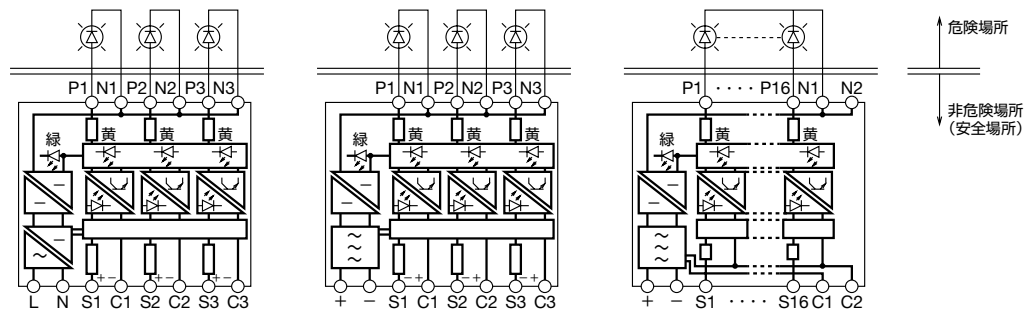 P1 N1 P2 N2 P3 N3
緑 黄 黄 黄
+ - + - + -
L N S1 C1 S2 C2 S3 C3
P1 N1 P2 N2 P3 N3
緑 黄 黄 黄
- + - + - +
+ − S1 C1 S2 C2 S3 C3
P1 ‥‥ P16 N1 N2
緑 黄 黄
+ − S1 ‥‥ S16 C1 C2
危険場所
非危険場所
（安全場所）